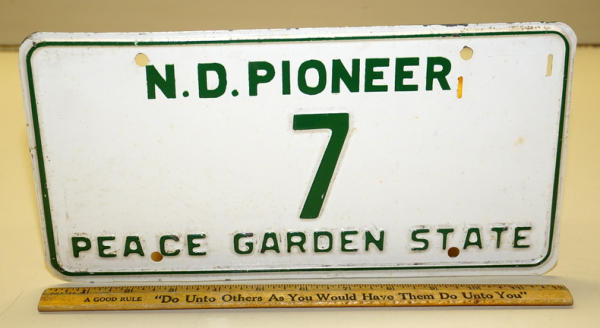 N.D. PIONEER
7
PEACE GARDEN STATE
A GOOD RULE "Do Unto Others As You Would Have Them Do Unto You"